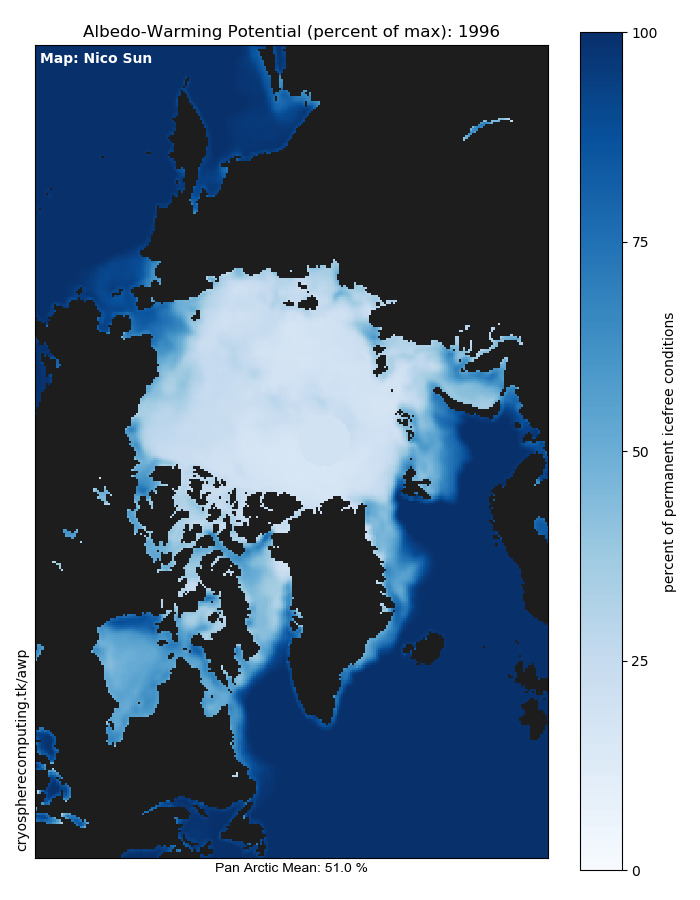 Albedo-Warming Potential (percent of max): 1996
Map: Nico Sun
100
75
50
25
0
percent of permanent icefree conditions
cryospherecomputing.tk/awp
Pan Arctic Mean: 51.0 %